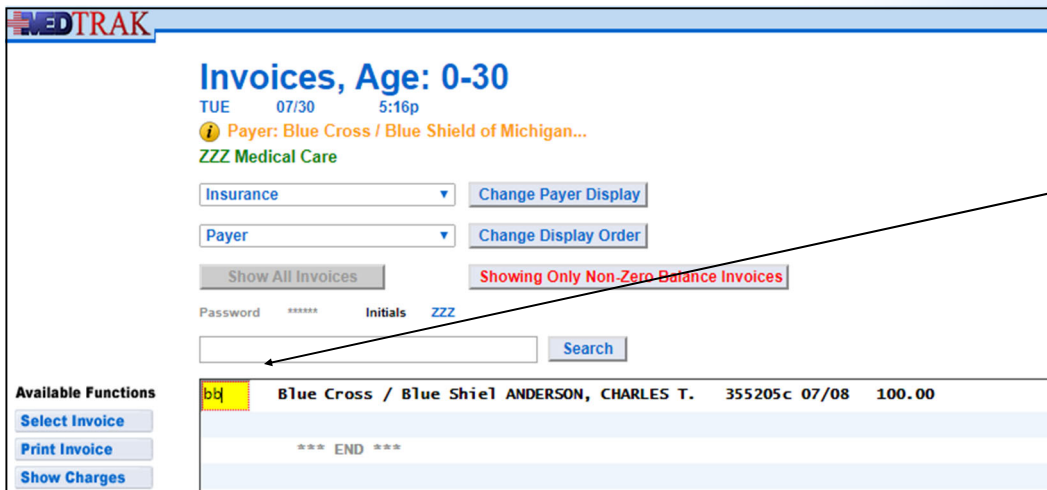 MEDTRAK
Invoices, Age: 0-30
TUE 07/30 5:16p
i Payer: Blue Cross / Blue Shield of Michigan...
ZZZ Medical Care
Insurance ▼ Change Payer Display
Payer ▼ Change Display Order
Show All Invoices Showing Only Non-Zero Balance Invoices
Password ****** Initials ZZZ
Search
Available Functions
bb Blue Cross / Blue Shiel ANDERSON, CHARLES T. 355205c 07/08 100.00
Select Invoice
Print Invoice *** END ***
Show Charges